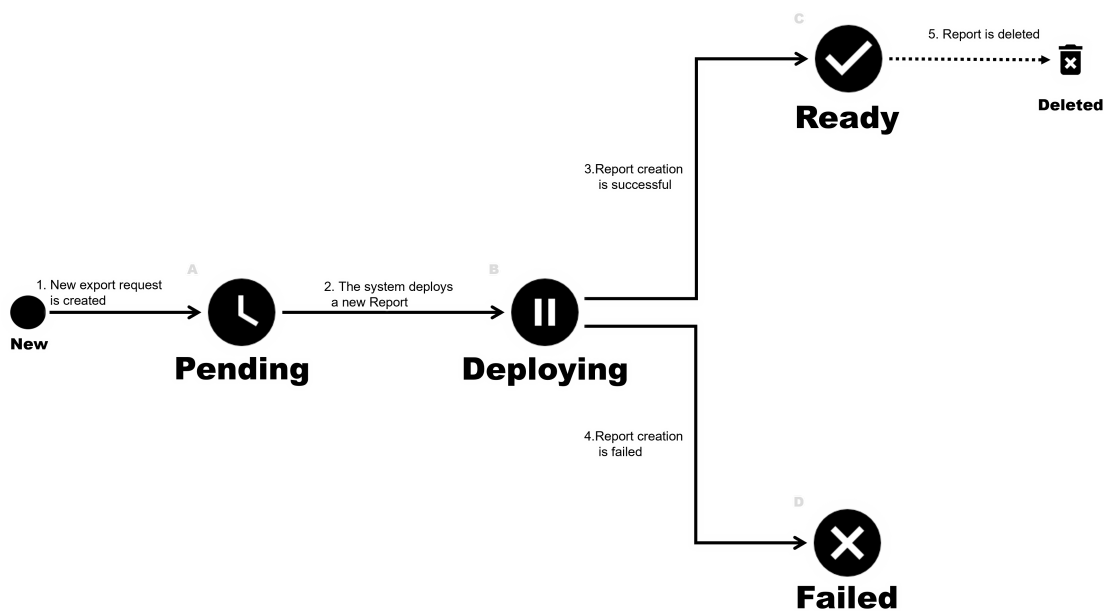 C
5. Report is deleted
Ready
Deleted
3.Report creation
is successful
A
B
1. New export request
is created
2. The system deploys
a new Report
New
Pending
Deploying
4.Report creation
is failed
D
Failed